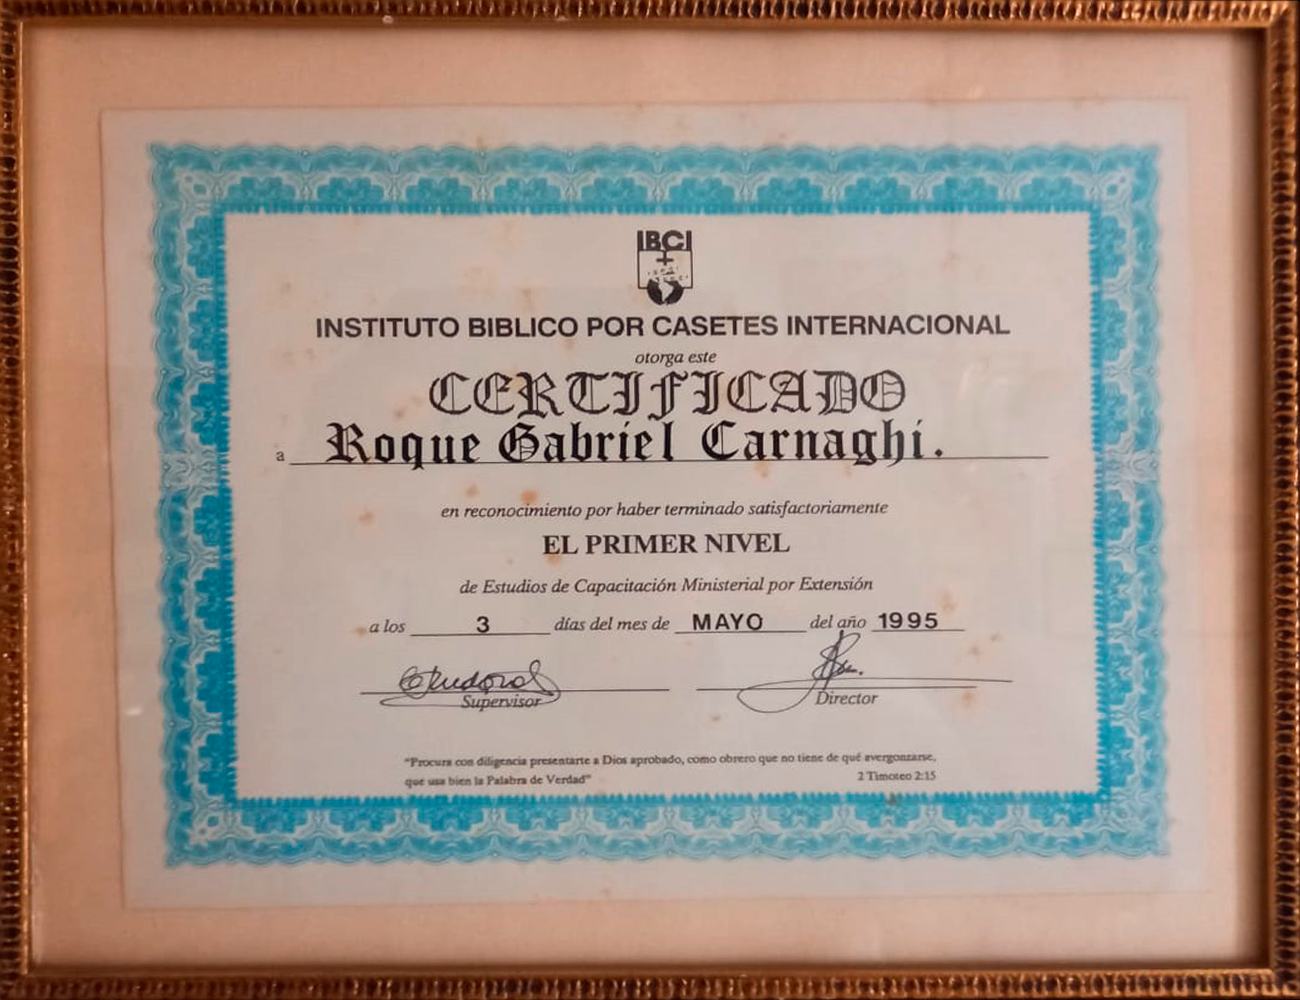 IBCI
INSTITUTO BIBLICO POR CASETES INTERNACIONAL
otorga este
CERTIFICADO
a Roque Gabriel Carnaghi.
en reconocimiento por haber terminado satisfactoriamente
EL PRIMER NIVEL
de Estudios de Capacitación Ministerial por Extensión
a los 3 días del mes de MAYO del año 1995
Supervisor Director
"Procura con diligencia presentarte a Dios aprobado, como obrero que no tiene de qué avergonzarse,
que usa bien la Palabra de Verdad" 2 Timoteo 2:15